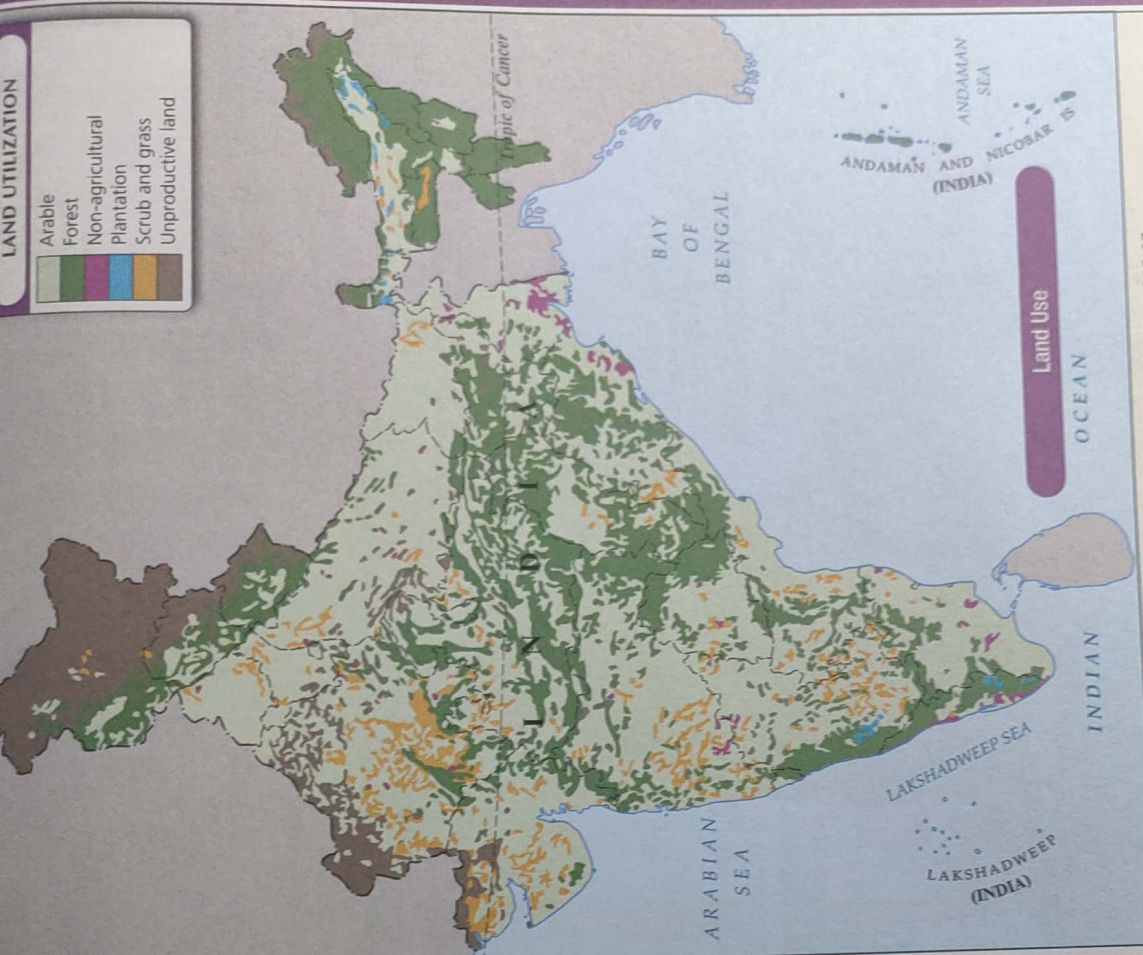 LAND UTILIZATION
Arable
Forest
Non-agricultural
Plantation
Scrub and grass
Unproductive land
Tropic of Cancer
INDIA
BAY
OF
BENGAL
ANDAMAN
SEA
ANDAMAN AND NICOBAR IS
(INDIA)
ARABIAN
SEA
LAKSHADWEEP SEA
LAKSHADWEEP
(INDIA)
INDIAN OCEAN
Land Use